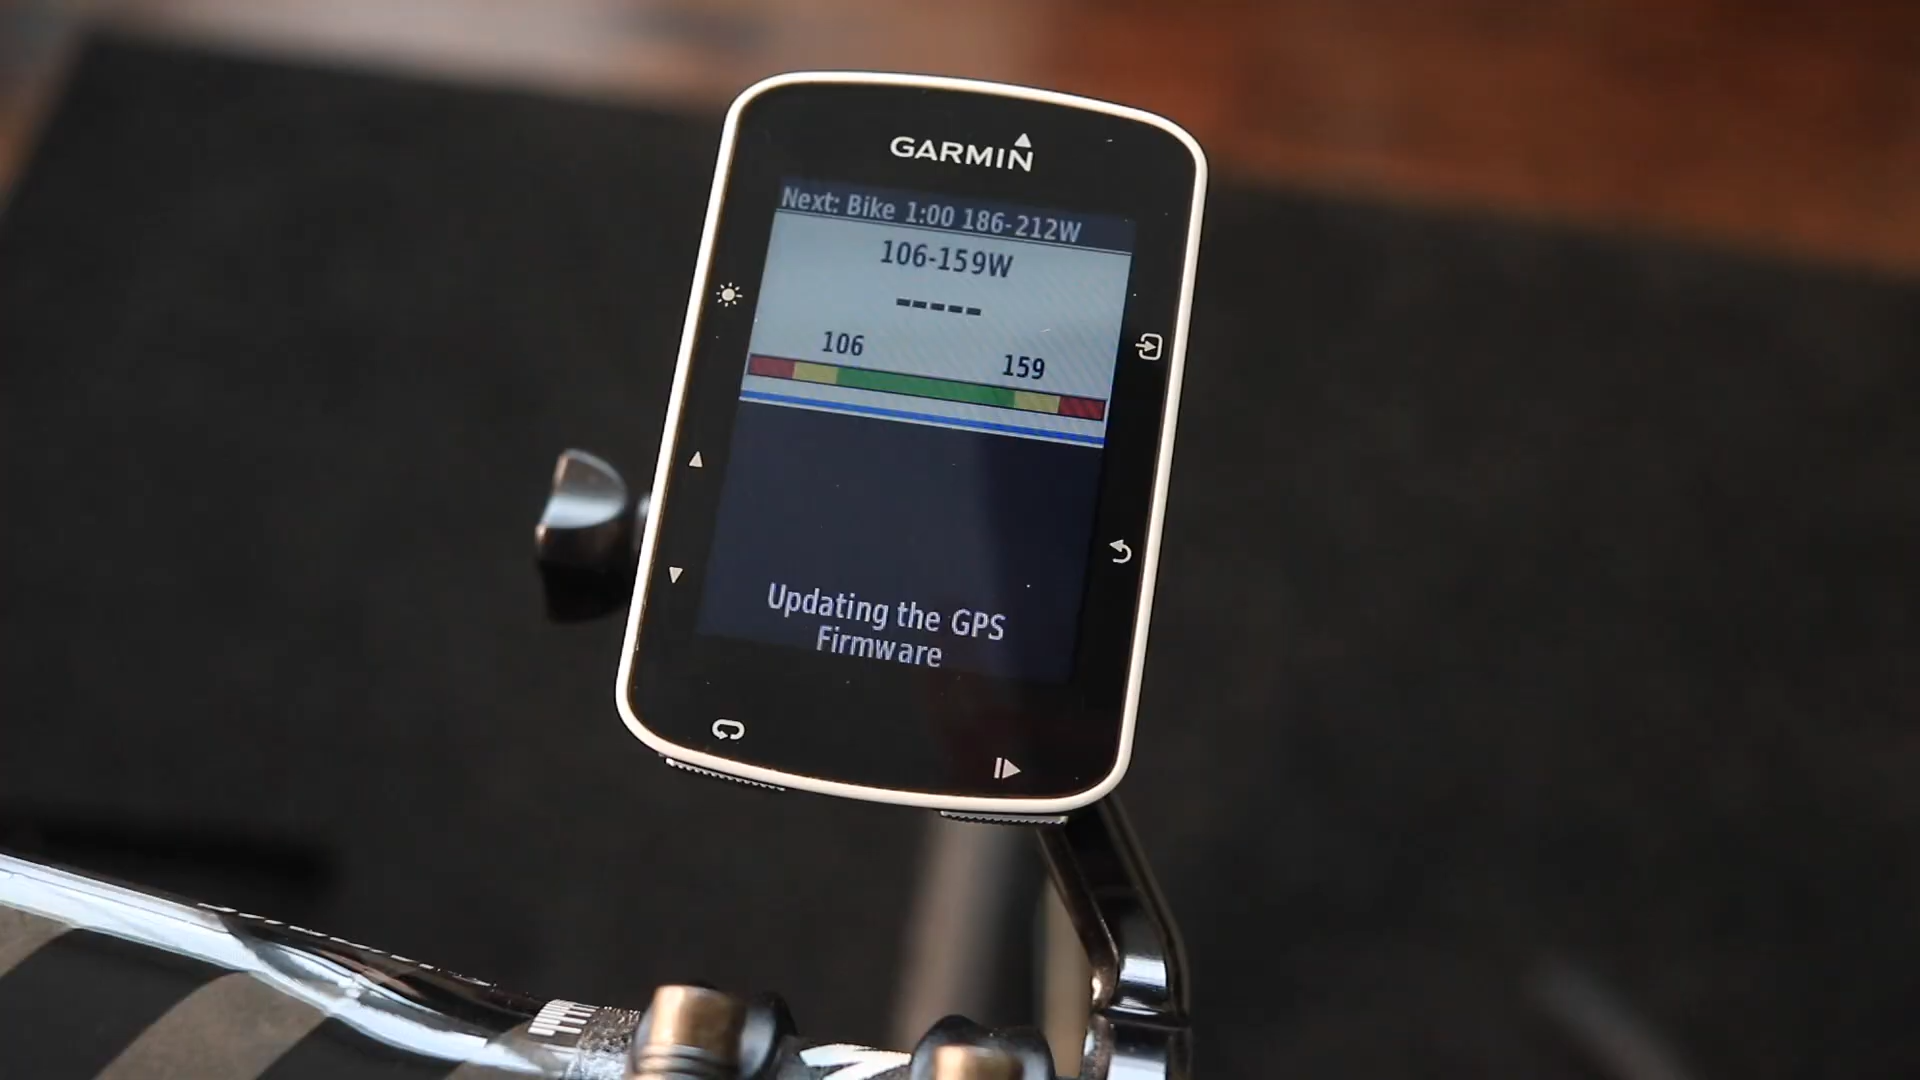 GARMIN
Next: Bike 1:00 186-212W
106-159W
-----
106
159
Updating the GPS
Firmware